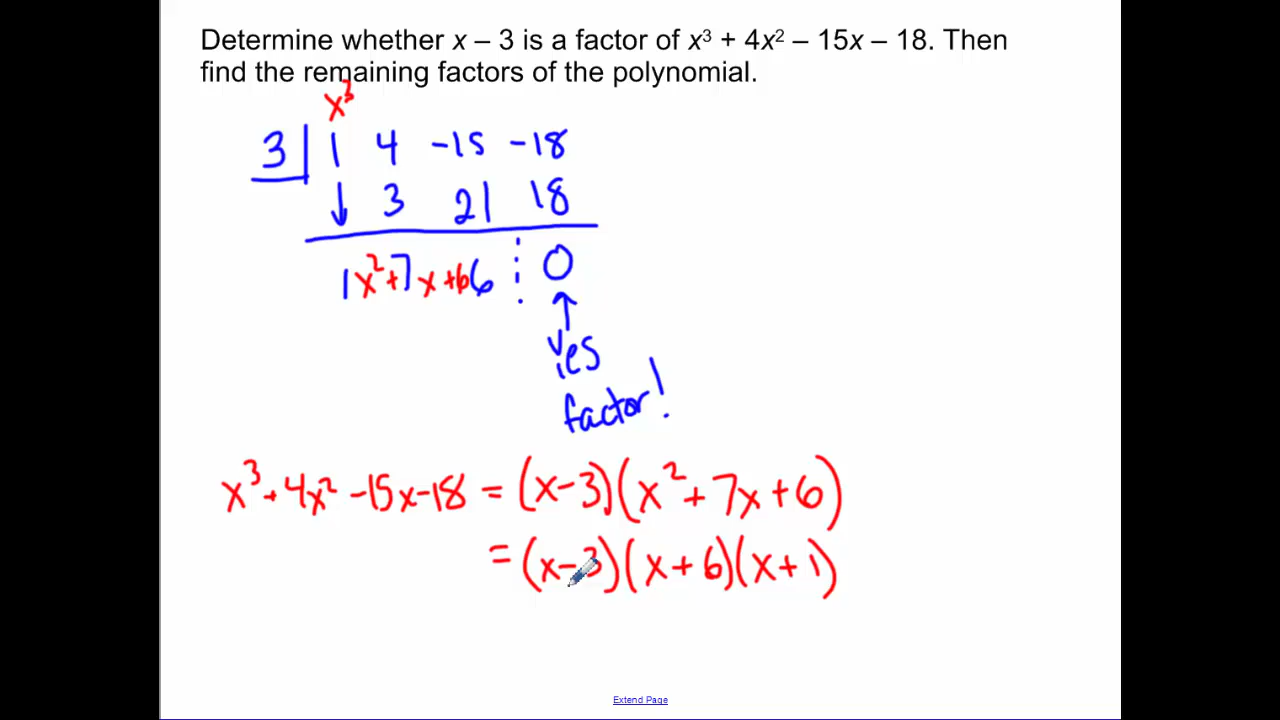 Determine whether x – 3 is a factor of x³ + 4x² – 15x – 18. Then
find the remaining factors of the polynomial.
x³
3 | 1 4 -15 -18
↓ 3 21 18
1x²+7x+66 ⋮ 0
↑
yes
factor!
x³+4x²-15x-18 = (x-3)(x²+7x+6)
= (x-3)(x+6)(x+1)
Extend Page